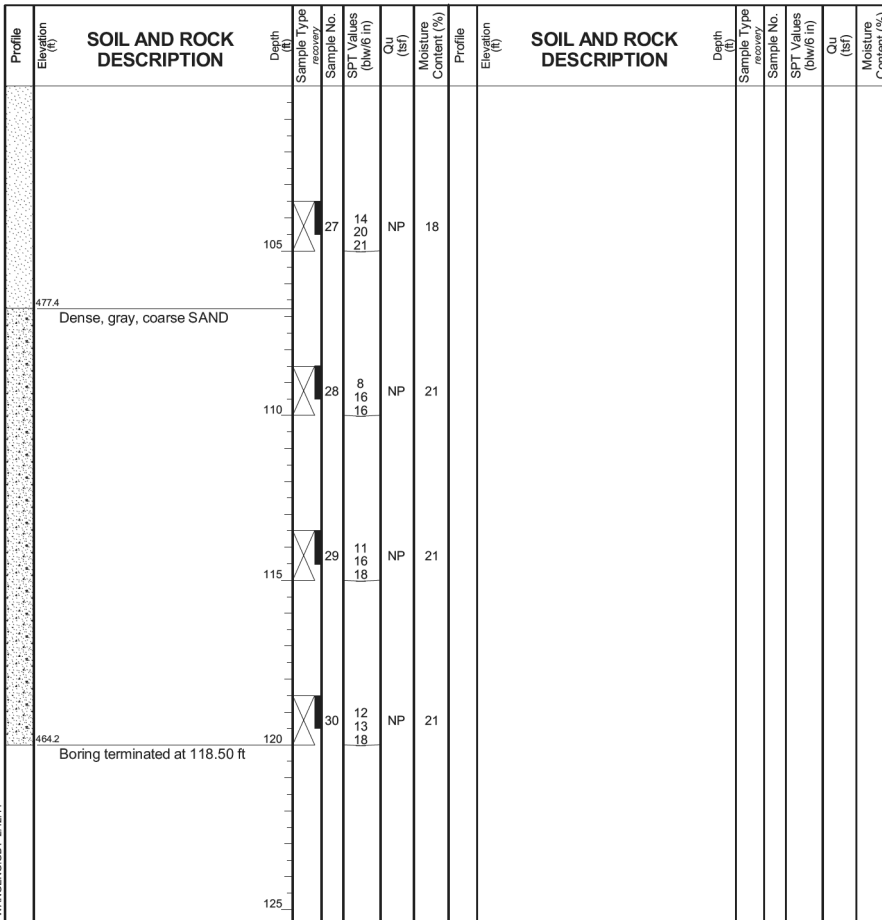 Profile
Elevation
(ft)
SOIL AND ROCK
DESCRIPTION
Depth
(ft)
Sample Type
recovery
Sample No.
SPT Values
(blw/6 in)
Qu
(tsf)
Moisture
Content (%)
Profile
Elevation
(ft)
SOIL AND ROCK
DESCRIPTION
Depth
(ft)
Sample Type
recovery
Sample No.
SPT Values
(blw/6 in)
Qu
(tsf)
Moisture
Content (%)
27 14 NP 18
20
105 21
477.4
Dense, gray, coarse SAND
28 8 NP 21
16
110 16
29 11 NP 21
16
115 18
30 12 NP 21
13
464.2 120 18
Boring terminated at 118.50 ft
125